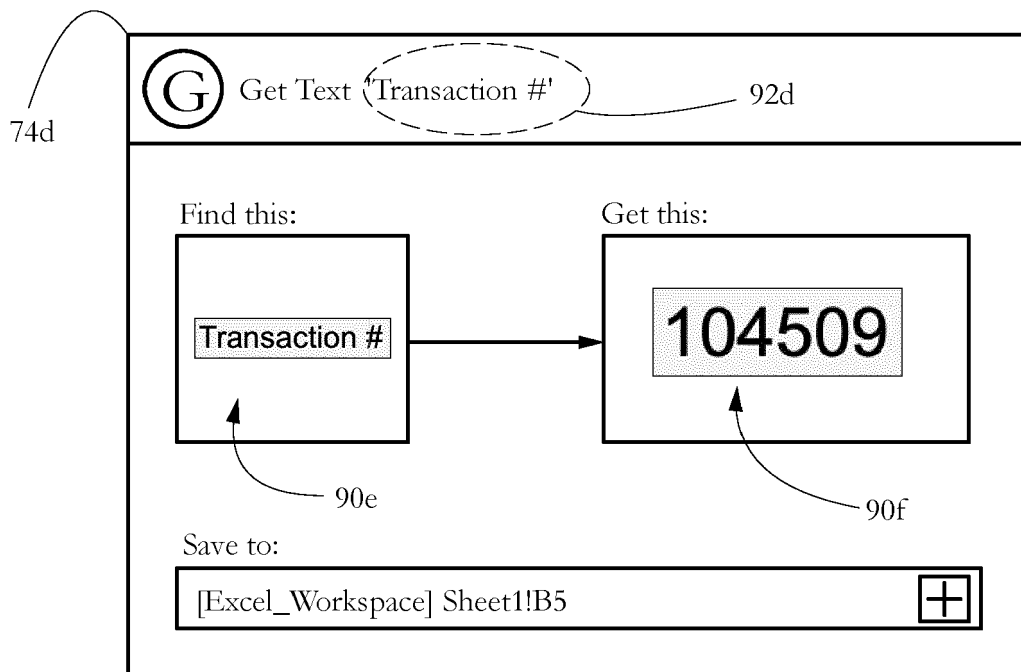 G Get Text 'Transaction #'
92d
74d
Find this:
Get this:
Transaction #
104509
90e
90f
Save to:
[Excel_Workspace] Sheet1!B5